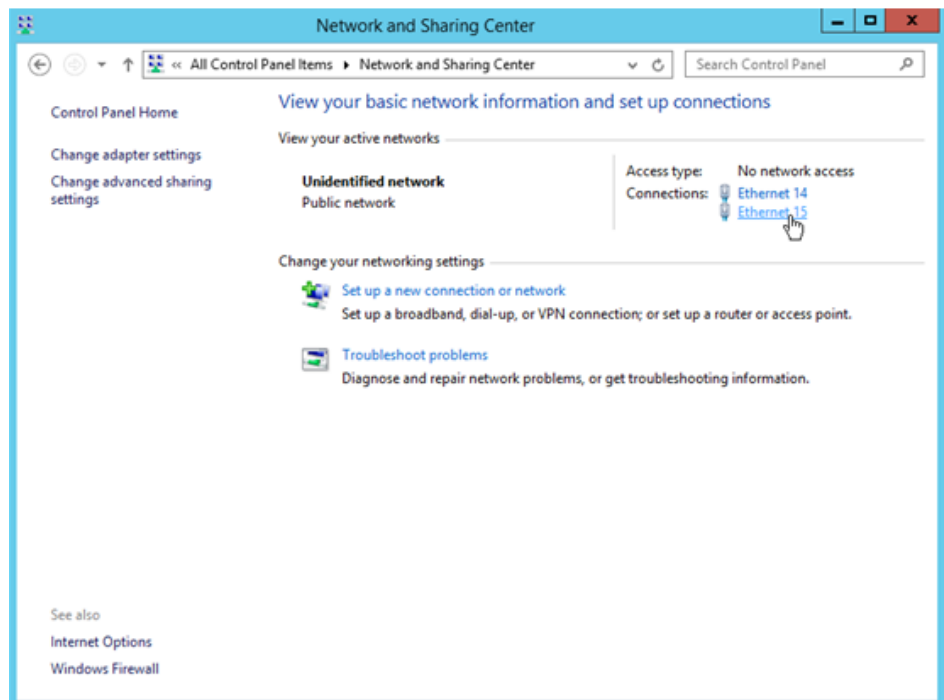 Network and Sharing Center
« All Control Panel Items Network and Sharing Center
Search Control Panel
Control Panel Home
Change adapter settings
Change advanced sharing
settings
See also
Internet Options
Windows Firewall
View your basic network information and set up connections
View your active networks
Unidentified network
Public network
Access type: No network access
Connections: Ethernet 14
Ethernet 15
Change your networking settings
Set up a new connection or network
Set up a broadband, dial-up, or VPN connection; or set up a router or access point.
Troubleshoot problems
Diagnose and repair network problems, or get troubleshooting information.